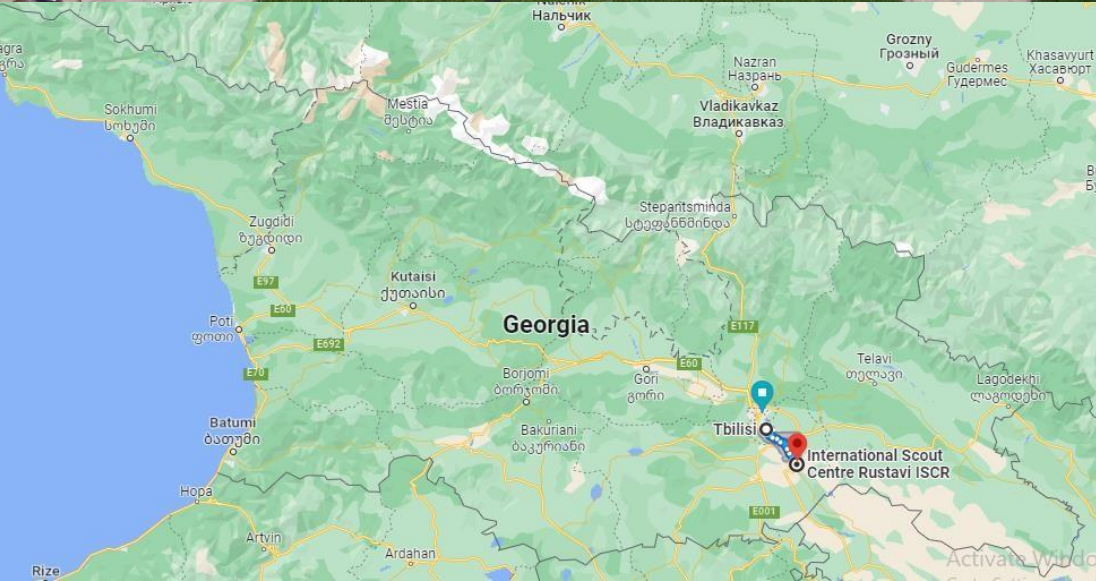 Нальчик
Grozny
Грозный
Khasavyurt
Хасавюрт
Gudermes
Гудермес
Nazran
Назрань
Vladikavkaz
Владикавказ
Mestia
მესტია
Sokhumi
სოხუმი
Stepantsminda
სტეფანწმინდა
Zugdidi
ზუგდიდი
Kutaisi
ქუთაისი
E97
E60
Poti
ფოთი
Georgia
E692
E117
E60
E70
Telavi
თელავი
Borjomi
ბორჯომი
Gori
გორი
Lagodekhi
ლაგოდეხი
Batumi
ბათუმი
Bakuriani
ბაკურიანი
Tbilisi
International Scout
Centre Rustavi ISCR
Hopa
E001
Artvin
Ardahan
Rize
Activate Windo